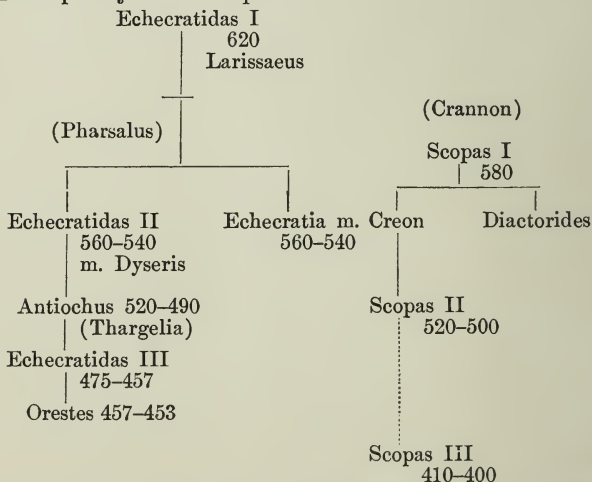 Echecratidas I
620
Larissaeus
(Pharsalus)
(Crannon)
Scopas I
580
Echecratidas II
560–540
m. Dyseris
Echecratia m. Creon
560–540
Diactorides
Antiochus 520–490
(Thargelia)
Scopas II
520–500
Echecratidas III
475–457
Orestes 457–453
Scopas III
410–400